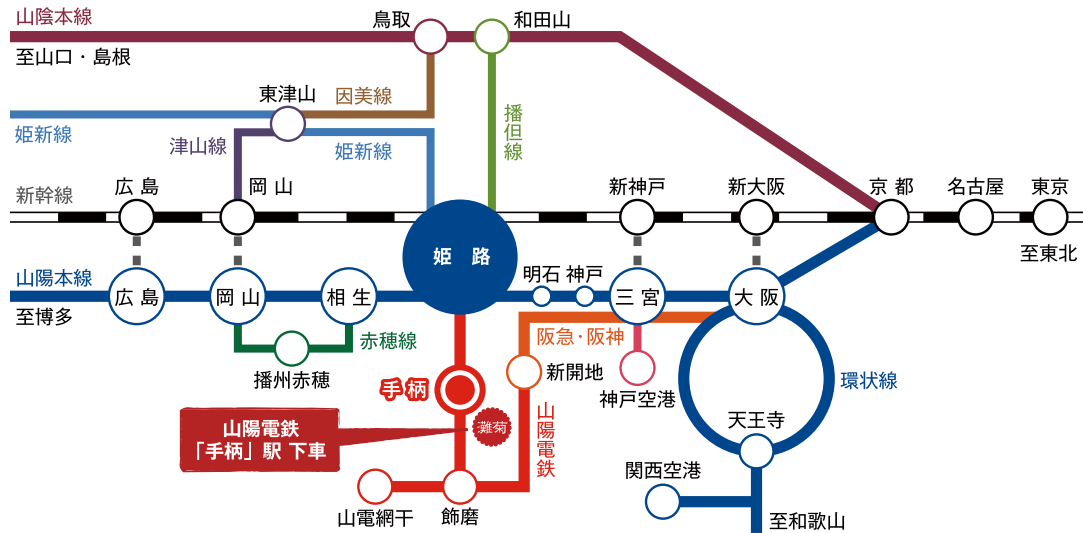 山陰本線
鳥取
和田山
至山口・島根
東津山
因美線
姫新線
津山線
姫新線
播但線
新幹線
広島
岡山
新神戸
新大阪
京都
名古屋
東京
至東北
姫路
山陽本線
広島
岡山
相生
明石
神戸
三宮
大阪
至博多
赤穂線
播州赤穂
阪急・阪神
新開地
神戸空港
環状線
手柄
山陽電鉄
「手柄」駅 下車
灘菊
山陽電鉄
天王寺
関西空港
山電網干
飾磨
至和歌山